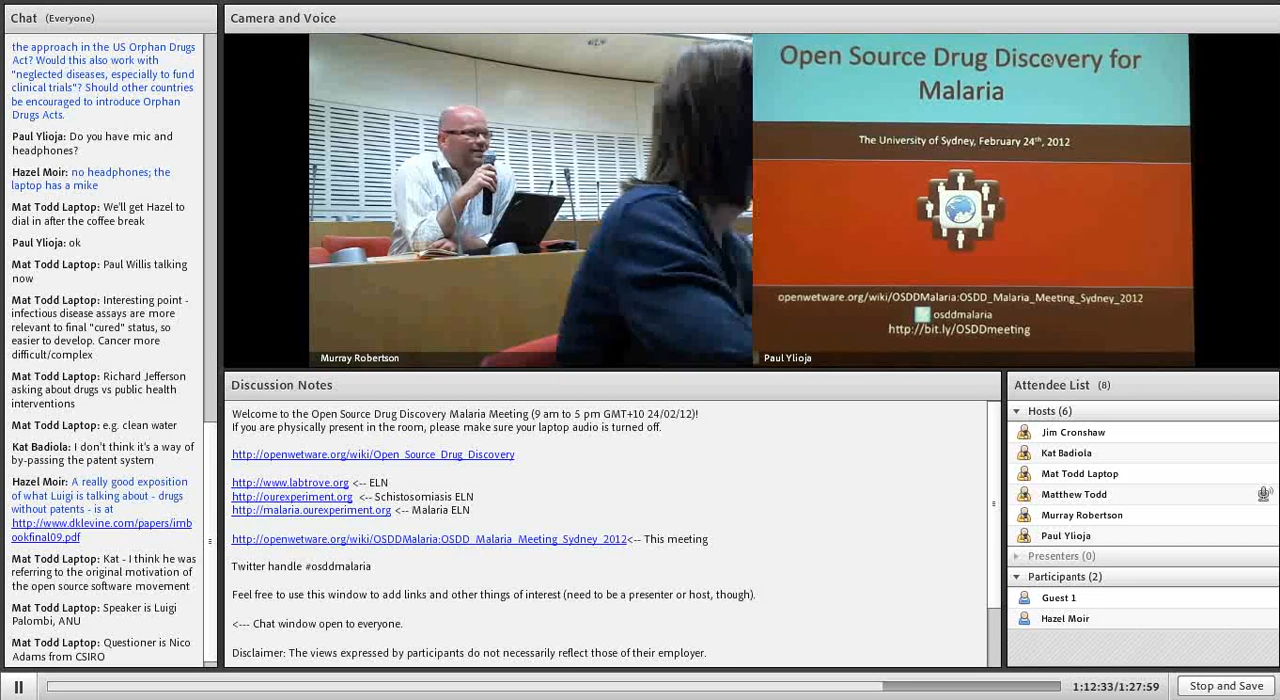 Chat (Everyone)
the approach in the US Orphan Drugs
Act? Would this also work with
"neglected diseases, especially to fund
clinical trials"? Should other countries
be encouraged to introduce Orphan
Drugs Acts.
Paul Ylioja: Do you have mic and
headphones?
Hazel Moir: no headphones; the
laptop has a mike
Mat Todd Laptop: We'll get Hazel to
dial in after the coffee break
Paul Ylioja: ok
Mat Todd Laptop: Paul Willis talking
now
Mat Todd Laptop: Interesting point -
infectious disease assays are more
relevant to final "cured" status, so
easier to develop. Cancer more
difficult/complex
Mat Todd Laptop: Richard Jefferson
asking about drugs vs public health
interventions
Mat Todd Laptop: e.g. clean water
Kat Badiola: I don't think it's a way of
by-passing the patent system
Hazel Moir: A really good exposition
of what Luigi is talking about - drugs
without patents - is at
http://www.dklevine.com/papers/imb
ookfinal09.pdf
Mat Todd Laptop: Kat - I think he was
referring to the original motivation of
the open source software movement
Mat Todd Laptop: Speaker is Luigi
Palombi, ANU
Mat Todd Laptop: Questioner is Nico
Adams from CSIRO
Camera and Voice
Murray Robertson
Open Source Drug Discovery for
Malaria
The University of Sydney, February 24th, 2012
openwetware.org/wiki/OSDDMalaria:OSDD_Malaria_Meeting_Sydney_2012
osddmalaria
http://bit.ly/OSDDmeeting
Paul Ylioja
Discussion Notes
Welcome to the Open Source Drug Discovery Malaria Meeting (9 am to 5 pm GMT+10 24/02/12)!
If you are physically present in the room, please make sure your laptop audio is turned off.
http://openwetware.org/wiki/Open_Source_Drug_Discovery
http://www.labtrove.org <-- ELN
http://ourexperiment.org <-- Schistosomiasis ELN
http://malaria.ourexperiment.org <-- Malaria ELN
http://openwetware.org/wiki/OSDDMalaria:OSDD_Malaria_Meeting_Sydney_2012<-- This meeting
Twitter handle #osddmalaria
Feel free to use this window to add links and other things of interest (need to be a presenter or host, though).
<--- Chat window open to everyone.
Disclaimer: The views expressed by participants do not necessarily reflect those of their employer.
Attendee List (8)
Hosts (6)
Jim Cronshaw
Kat Badiola
Mat Todd Laptop
Matthew Todd
Murray Robertson
Paul Ylioja
Presenters (0)
Participants (2)
Guest 1
Hazel Moir
1:12:33/1:27:59
Stop and Save